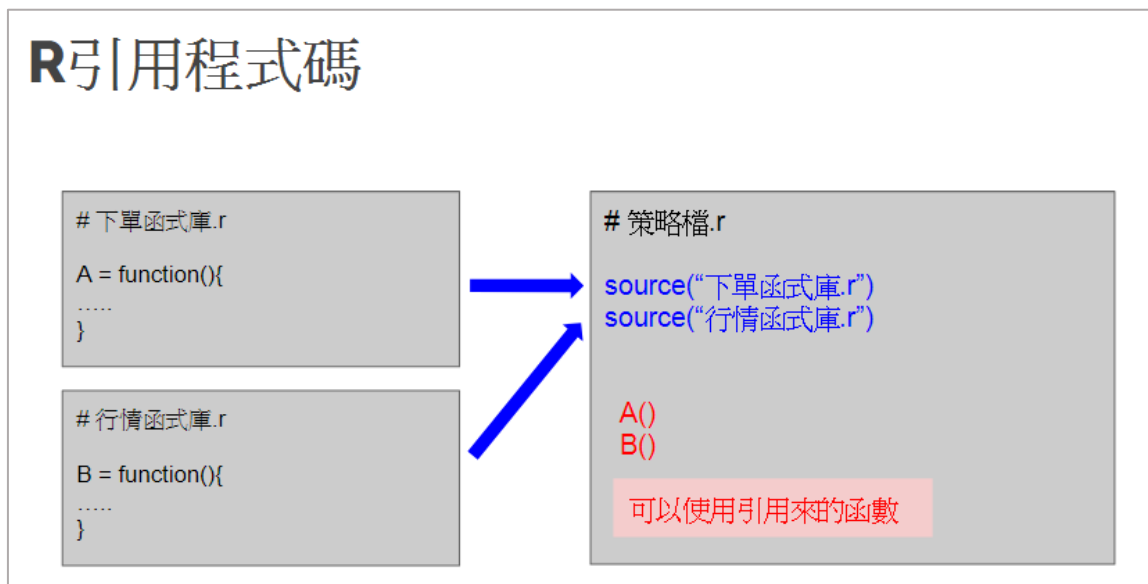 R引用程式碼
# 下單函式庫.r
A = function(){
.....
}
# 行情函式庫.r
B = function(){
.....
}
# 策略檔.r
source(“下單函式庫.r”)
source(“行情函式庫.r”)
A()
B()
可以使用引用來的函數